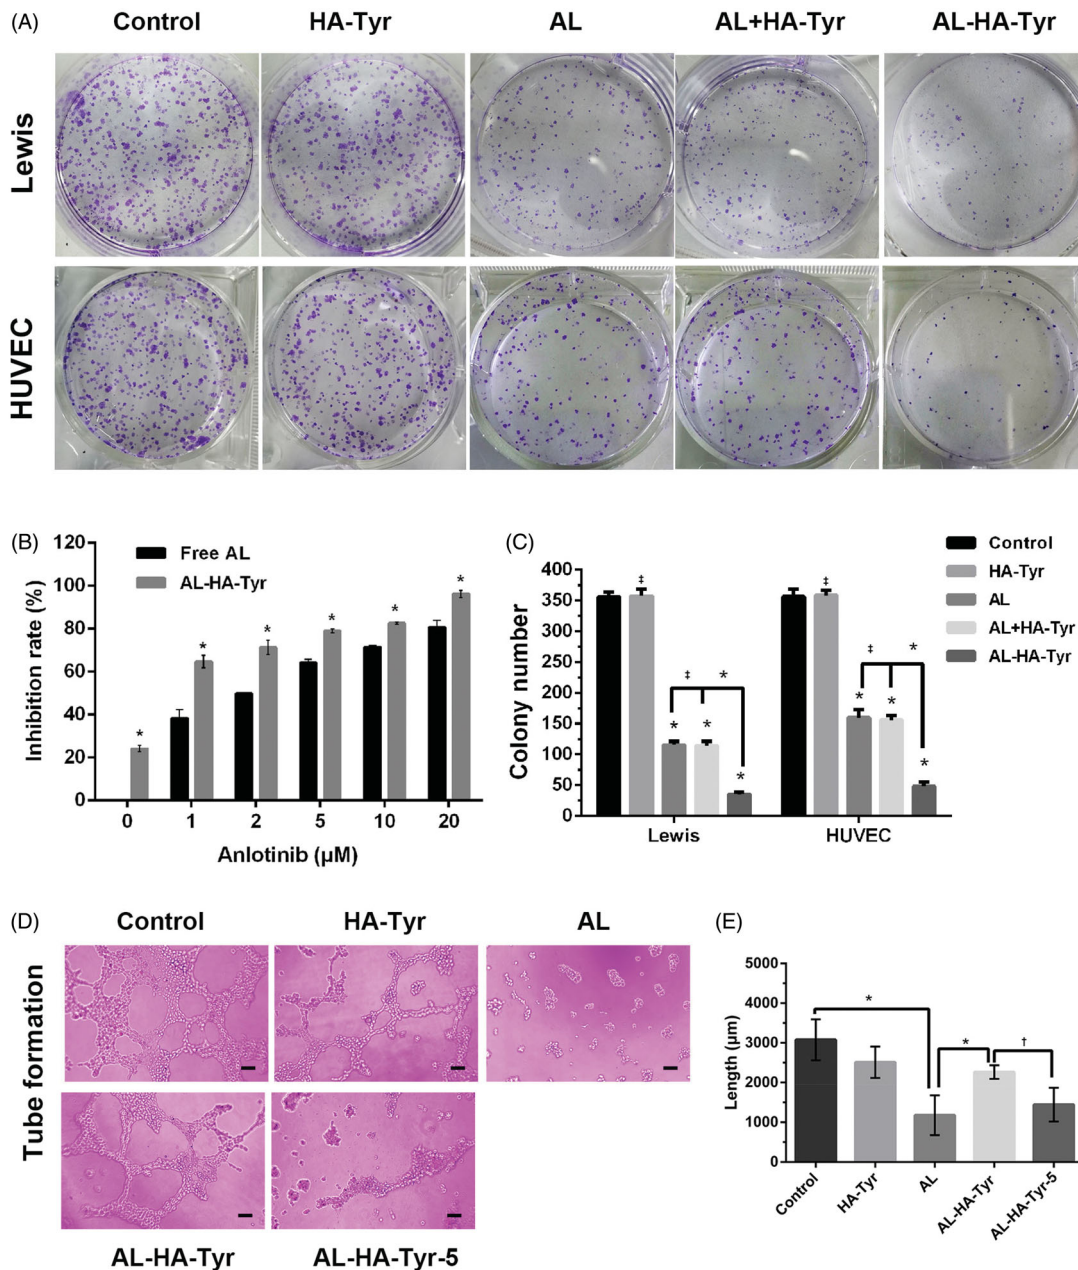 (A)
Control HA-Tyr AL AL+HA-Tyr AL-HA-Tyr
Lewis
HUVEC
(B)
120
100
80
60
40
20
0
Inhibition rate (%)
Free AL
AL-HA-Tyr
* * * * * *
0 1 2 5 10 20
Anlotinib (µM)
(C)
400
350
300
250
200
150
100
50
0
Colony number
Control
HA-Tyr
AL
AL+HA-Tyr
AL-HA-Tyr
‡ ‡
‡ * ‡ *
* * * * * *
Lewis HUVEC
(D)
Control HA-Tyr AL
Tube formation
AL-HA-Tyr AL-HA-Tyr-5
(E)
5000
4000
3000
2000
1000
0
Length (µm)
* * †
Control HA-Tyr AL AL-HA-Tyr AL-HA-Tyr-5